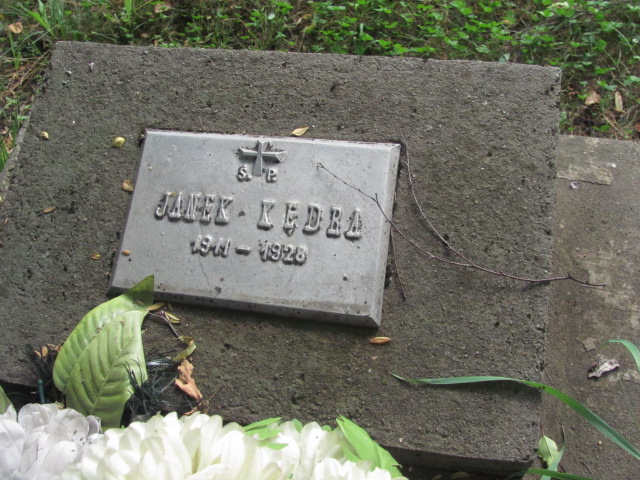 Ś. P.
JANEK KĘDRA
1911 – 1928